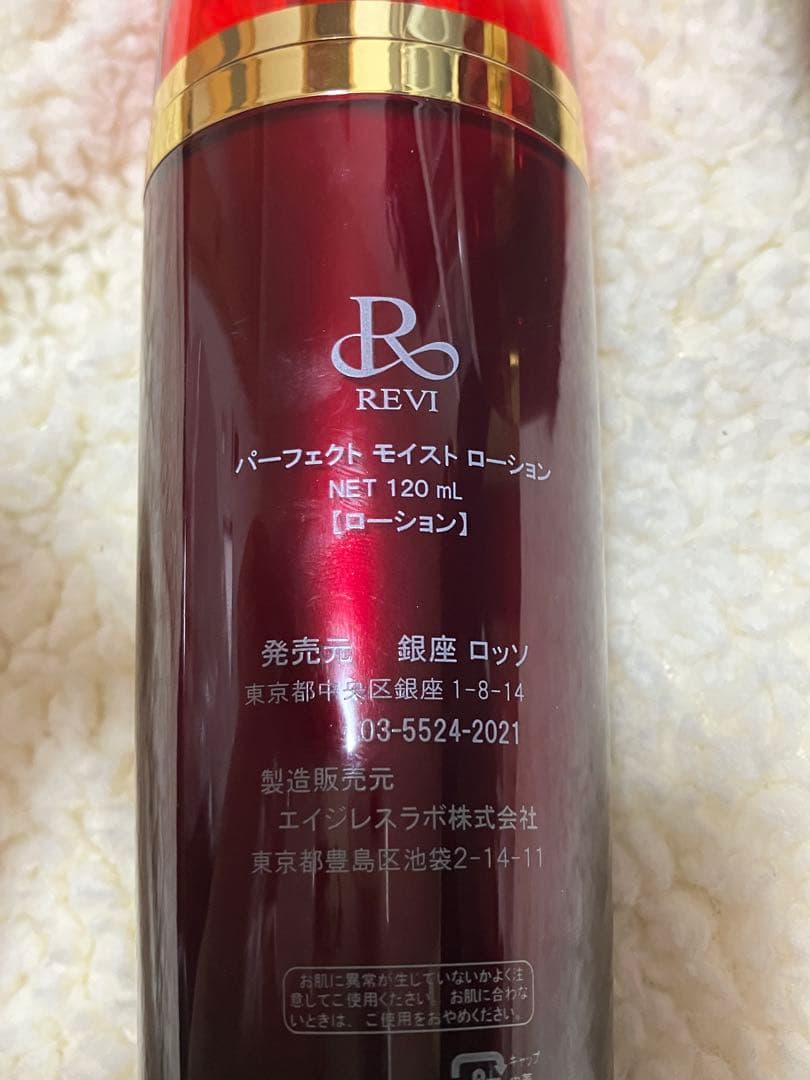 R
REVI
パーフェクト モイスト ローション
NET 120 mL
【ローション】
発売元 銀座 ロッソ
東京都中央区銀座 1-8-14
03-5524-2021
製造販売元
エイジレスラボ株式会社
東京都豊島区池袋2-14-11
お肌に異常が生じていないかよく注
意してご使用ください。お肌に合わな
いときは、ご使用をおやめください。
キャップ